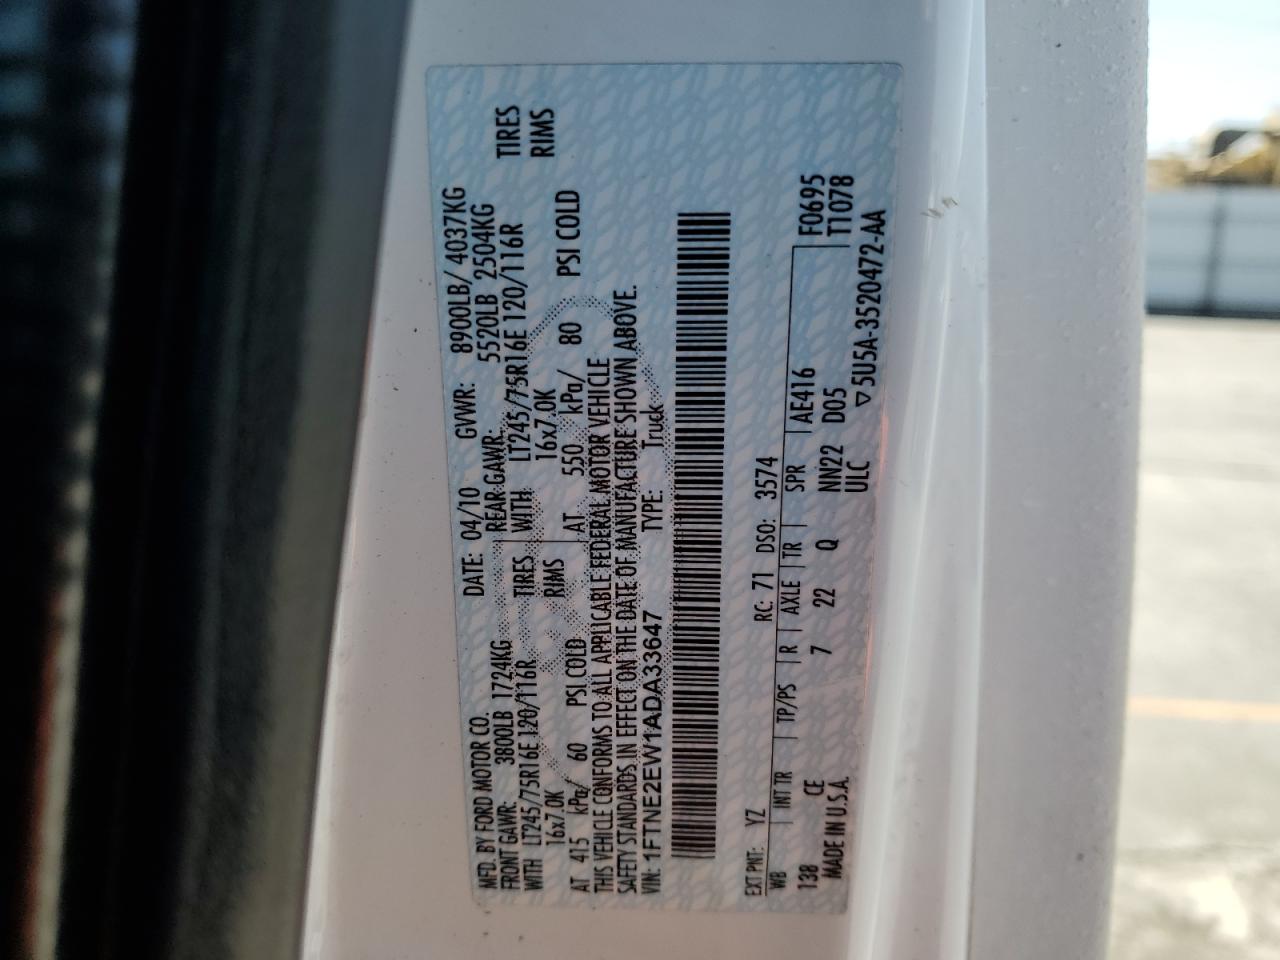 MFD. BY FORD MOTOR CO. DATE: 04/10 GVWR: 8900LB/ 4037KG
FRONT GAWR: 3800LB 1724KG REAR GAWR: 5520LB 2504KG
WITH LT245/75R16E 120/116R TIRES WITH LT245/75R16E 120/116R TIRES
16x7.0K RIMS 16x7.0K RIMS
AT 415 kPa/ 60 PSI COLD AT 550 kPa/ 80 PSI COLD
THIS VEHICLE CONFORMS TO ALL APPLICABLE FEDERAL MOTOR VEHICLE
SAFETY STANDARDS IN EFFECT ON THE DATE OF MANUFACTURE SHOWN ABOVE.
VIN: 1FTNE2EW1ADA33647 TYPE: Truck
EXT PNT: YZ RC: 71 DSO: 3574
WB | INT TR | TP/PS | R | AXLE | TR | SPR | AE416 F0695
138 CE 7 22 Q NN22 D05 T1078
MADE IN U.S.A. ULC
▽5U5A-3520472-AA